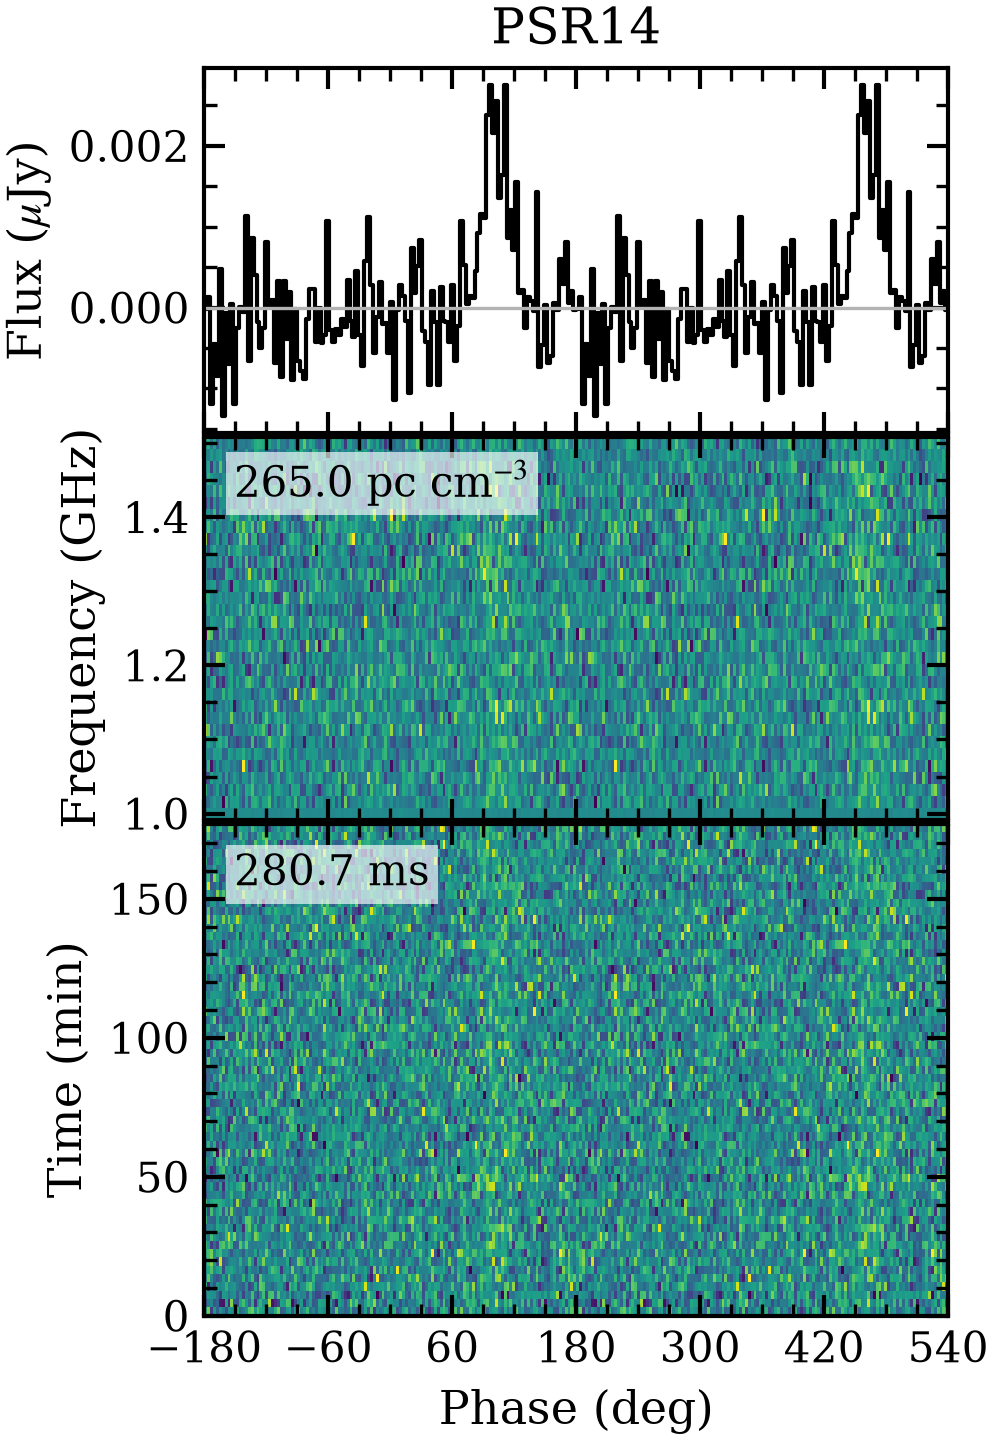 PSR14
Flux (μJy)
0.002
0.000
Frequency (GHz)
265.0 pc cm⁻³
1.4
1.2
1.0
Time (min)
280.7 ms
150
100
50
0
−180 −60 60 180 300 420 540
Phase (deg)